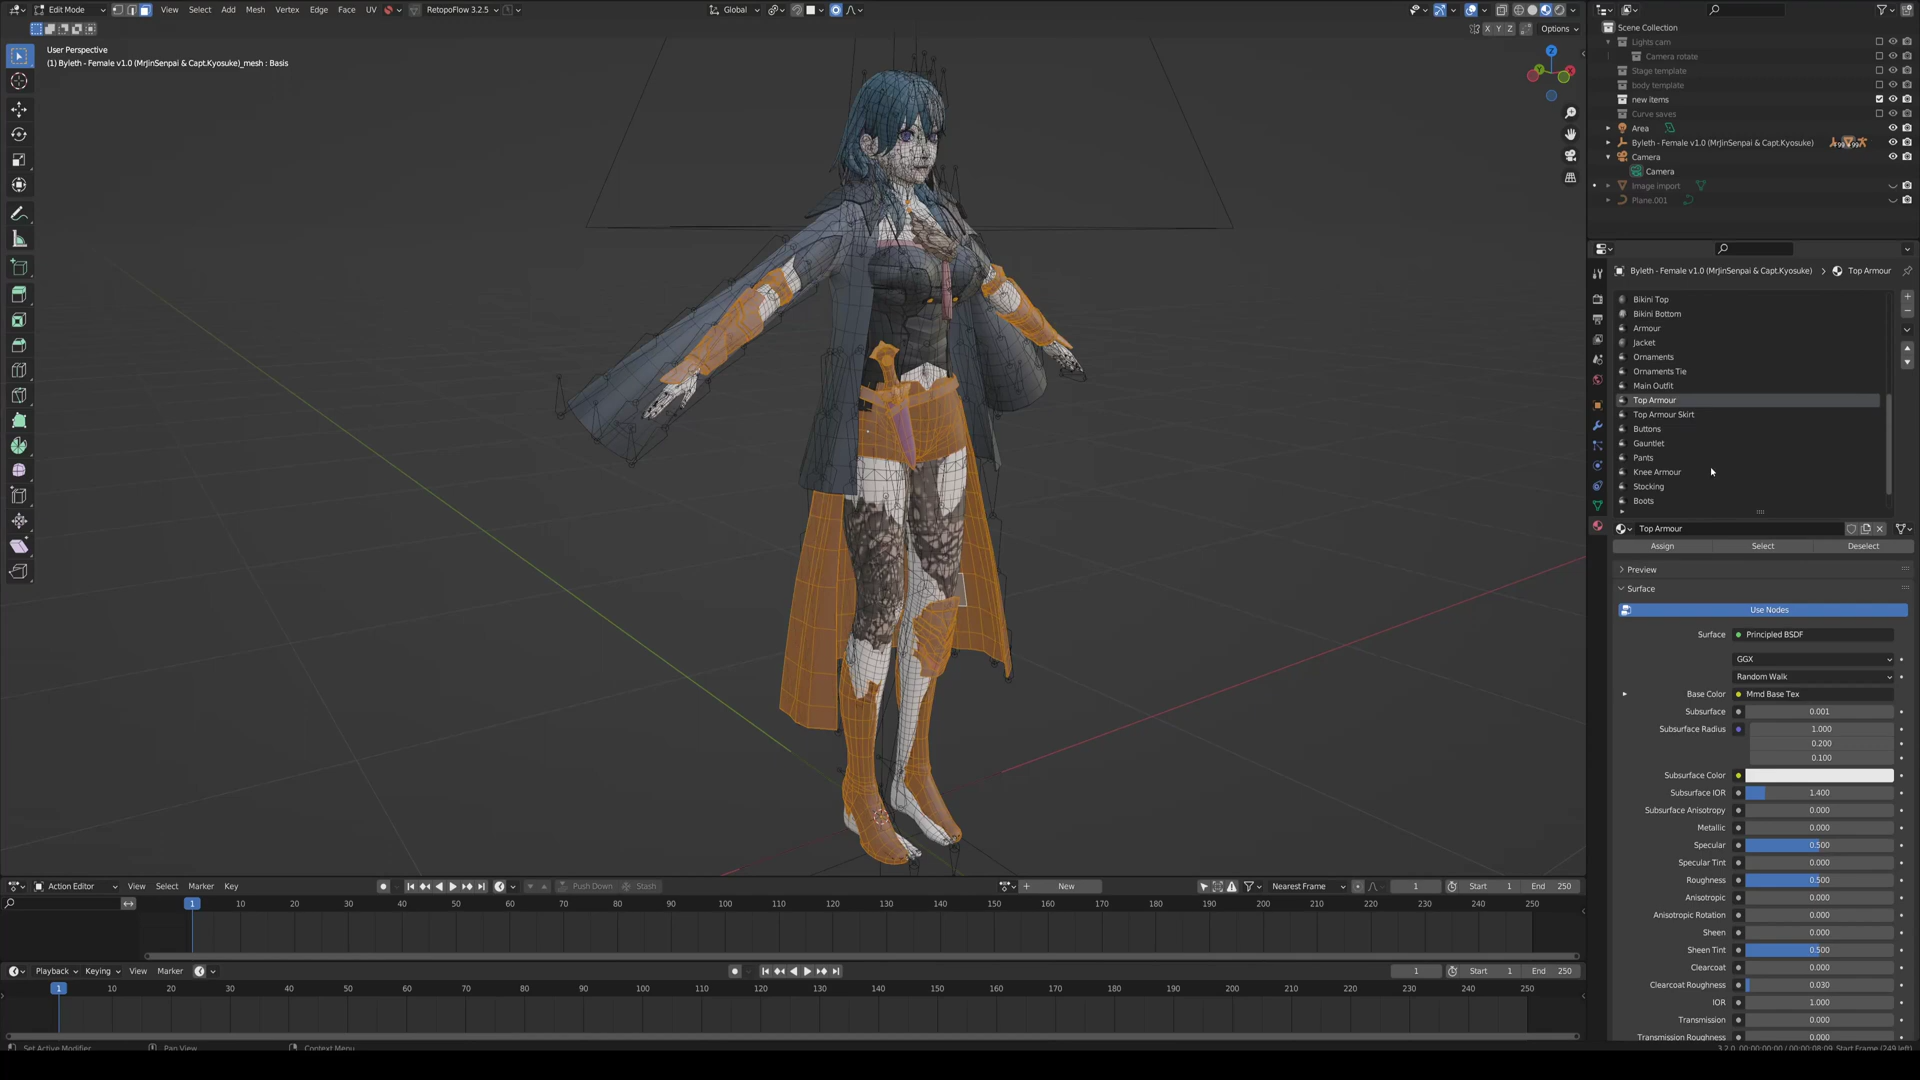 Edit Mode View Select Add Mesh Vertex Edge Face UV RetopoFlow 3.2.5 Global
X Y Z Options
User Perspective
(1) Byleth - Female v1.0 (MrJinSenpai & Capt.Kyosuke)_mesh : Basis
Z
Scene Collection
Lights cam
Camera rotate
Stage template
body template
new items
Curve saves
Area
Byleth - Female v1.0 (MrJinSenpai & Capt.Kyosuke)
Camera
Camera
Image import
Plane.001
Byleth - Female v1.0 (MrJinSenpai & Capt.Kyosuke) Top Armour
Bikini Top
Bikini Bottom
Armour
Jacket
Ornaments
Ornaments Tie
Main Outfit
Top Armour
Top Armour Skirt
Buttons
Gauntlet
Pants
Knee Armour
Stocking
Boots
Top Armour
Assign Select Deselect
Preview
Surface
Use Nodes
Surface Principled BSDF
GGX
Random Walk
Base Color Mmd Base Tex
Subsurface 0.001
Subsurface Radius 1.000
0.200
0.100
Subsurface Color
Subsurface IOR 1.400
Subsurface Anisotropy 0.000
Metallic 0.000
Specular 0.500
Specular Tint 0.000
Roughness 0.500
Anisotropic 0.000
Anisotropic Rotation 0.000
Sheen 0.000
Sheen Tint 0.500
Clearcoat 0.000
Clearcoat Roughness 0.030
IOR 1.000
Transmission 0.000
Transmission Roughness 0.000
Action Editor View Select Marker Key Push Down Stash New Nearest Frame 1 Start 1 End 250
1 10 20 30 40 50 60 70 80 90 100 110 120 130 140 150 160 170 180 190 200 210 220 230 240 250
Playback Keying View Marker 1 Start 1 End 250
1 10 20 30 40 50 60 70 80 90 100 110 120 130 140 150 160 170 180 190 200 210 220 230 240 250
Set Active Modifier Pan View Context Menu